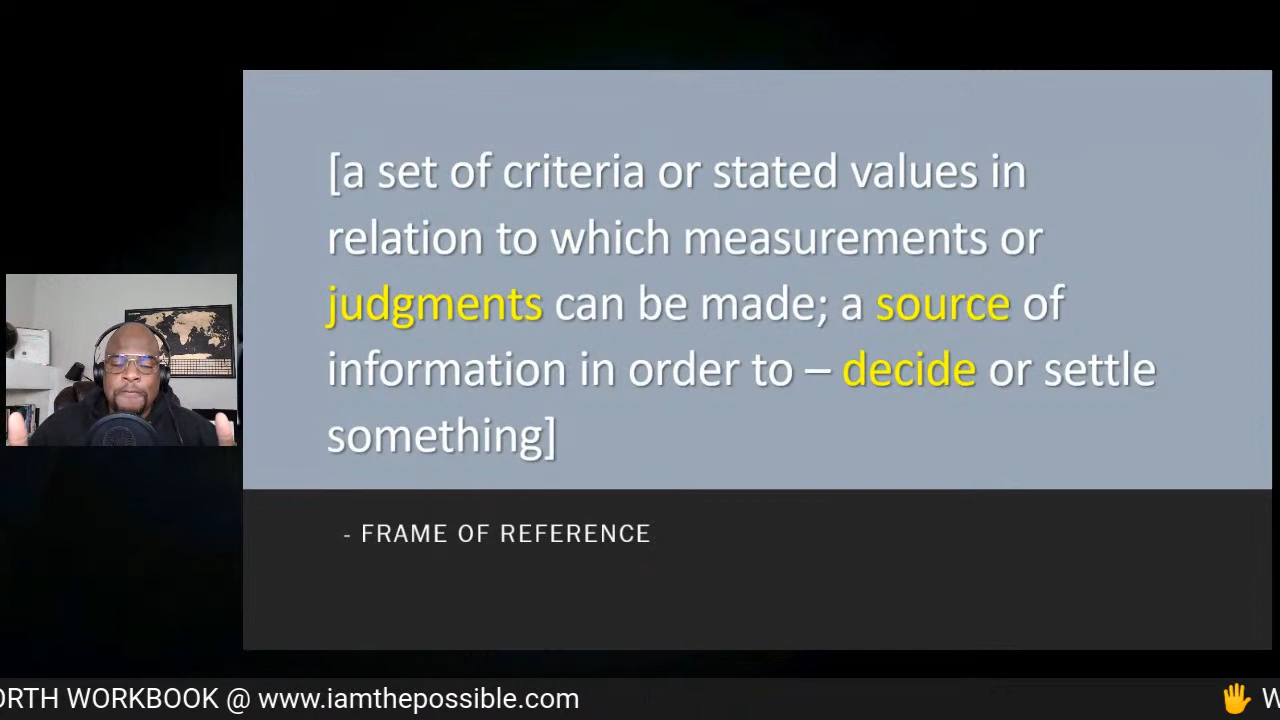 [a set of criteria or stated values in
relation to which measurements or
judgments can be made; a source of
information in order to – decide or settle
something]
- FRAME OF REFERENCE
WORKBOOK @ www.iamthepossible.com